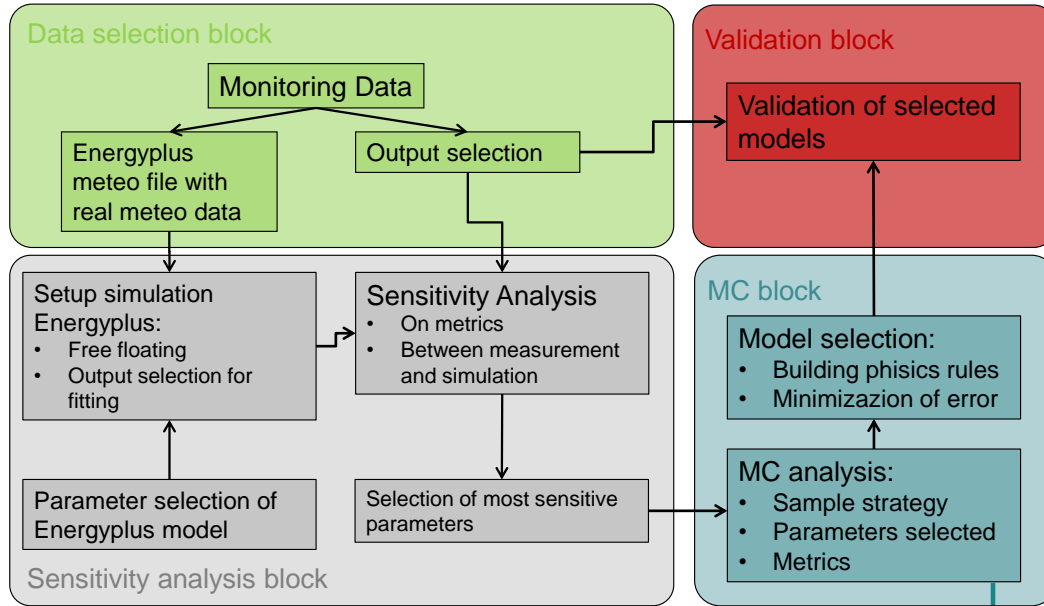 Data selection block
Monitoring Data
Energyplus
meteo file with
real meteo data
Output selection
Validation block
Validation of selected
models
Setup simulation
Energyplus:
• Free floating
• Output selection for
fitting
Sensitivity Analysis
• On metrics
• Between measurement
and simulation
Parameter selection of
Energyplus model
Selection of most sensitive
parameters
Sensitivity analysis block
MC block
Model selection:
• Building phisics rules
• Minimizazion of error
MC analysis:
• Sample strategy
• Parameters selected
• Metrics